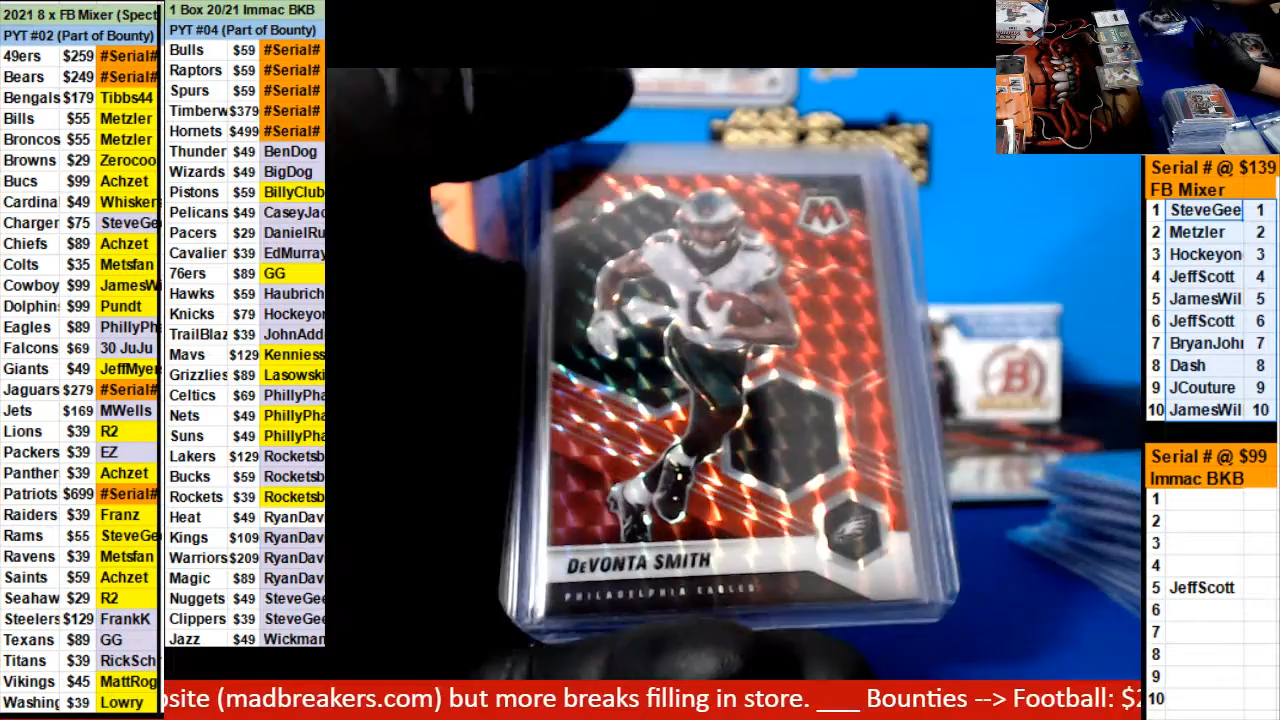 2021 8 x FB Mixer (Spect
PYT #02 (Part of Bounty)
49ers $259 #Serial#
Bears $249 #Serial#
Bengals $179 Tibbs44
Bills $55 Metzler
Broncos $55 Metzler
Browns $29 Zerocoo
Bucs $99 Achzet
Cardina $49 Whisker
Charger $75 SteveGe
Chiefs $89 Achzet
Colts $35 Metsfan
Cowboy $99 JamesWi
Dolphin $99 Pundt
Eagles $89 PhillyPh
Falcons $69 30 JuJu
Giants $49 JeffMyer
Jaguars $279 #Serial#
Jets $169 MWells
Lions $39 R2
Packers $39 EZ
Panther $39 Achzet
Patriots $699 #Serial#
Raiders $39 Franz
Rams $55 SteveGe
Ravens $39 Metsfan
Saints $59 Achzet
Seahaw $29 R2
Steelers $129 FrankK
Texans $89 GG
Titans $39 RickSch
Vikings $45 MattRog
Washing $39 Lowry
1 Box 20/21 Immac BKB
PYT #04 (Part of Bounty)
Bulls $59 #Serial#
Raptors $59 #Serial#
Spurs $59 #Serial#
Timberw $379 #Serial#
Hornets $499 #Serial#
Thunder $49 BenDog
Wizards $49 BigDog
Pistons $59 BillyClub
Pelicans $49 CaseyJac
Pacers $29 DanielRu
Cavalier $39 EdMurray
76ers $89 GG
Hawks $59 Haubrich
Knicks $79 Hockeyor
TrailBlaz $39 JohnAdd
Mavs $129 Kenniess
Grizzlies $89 Lasowski
Celtics $69 PhillyPha
Nets $49 PhillyPha
Suns $49 PhillyPha
Lakers $129 Rocketsb
Bucks $59 Rocketsb
Rockets $39 Rocketsb
Heat $49 RyanDav
Kings $109 RyanDav
Warriors $209 RyanDav
Magic $89 RyanDav
Nuggets $49 SteveGee
Clippers $39 SteveGee
Jazz $49 Wickman
DEVONTA SMITH
PHILADELPHIA EAGLES
B
Serial # @ $139
FB Mixer
1 SteveGee 1
2 Metzler 2
3 Hockeyon 3
4 JeffScott 4
5 JamesWil 5
6 JeffScott 6
7 BryanJohn 7
8 Dash 8
9 JCouture 9
10 JamesWil 10
Serial # @ $99
Immac BKB
1
2
3
4
5 JeffScott
6
7
8
9
10
site (madbreakers.com) but more breaks filling in store. ___ Bounties --> Football: $2